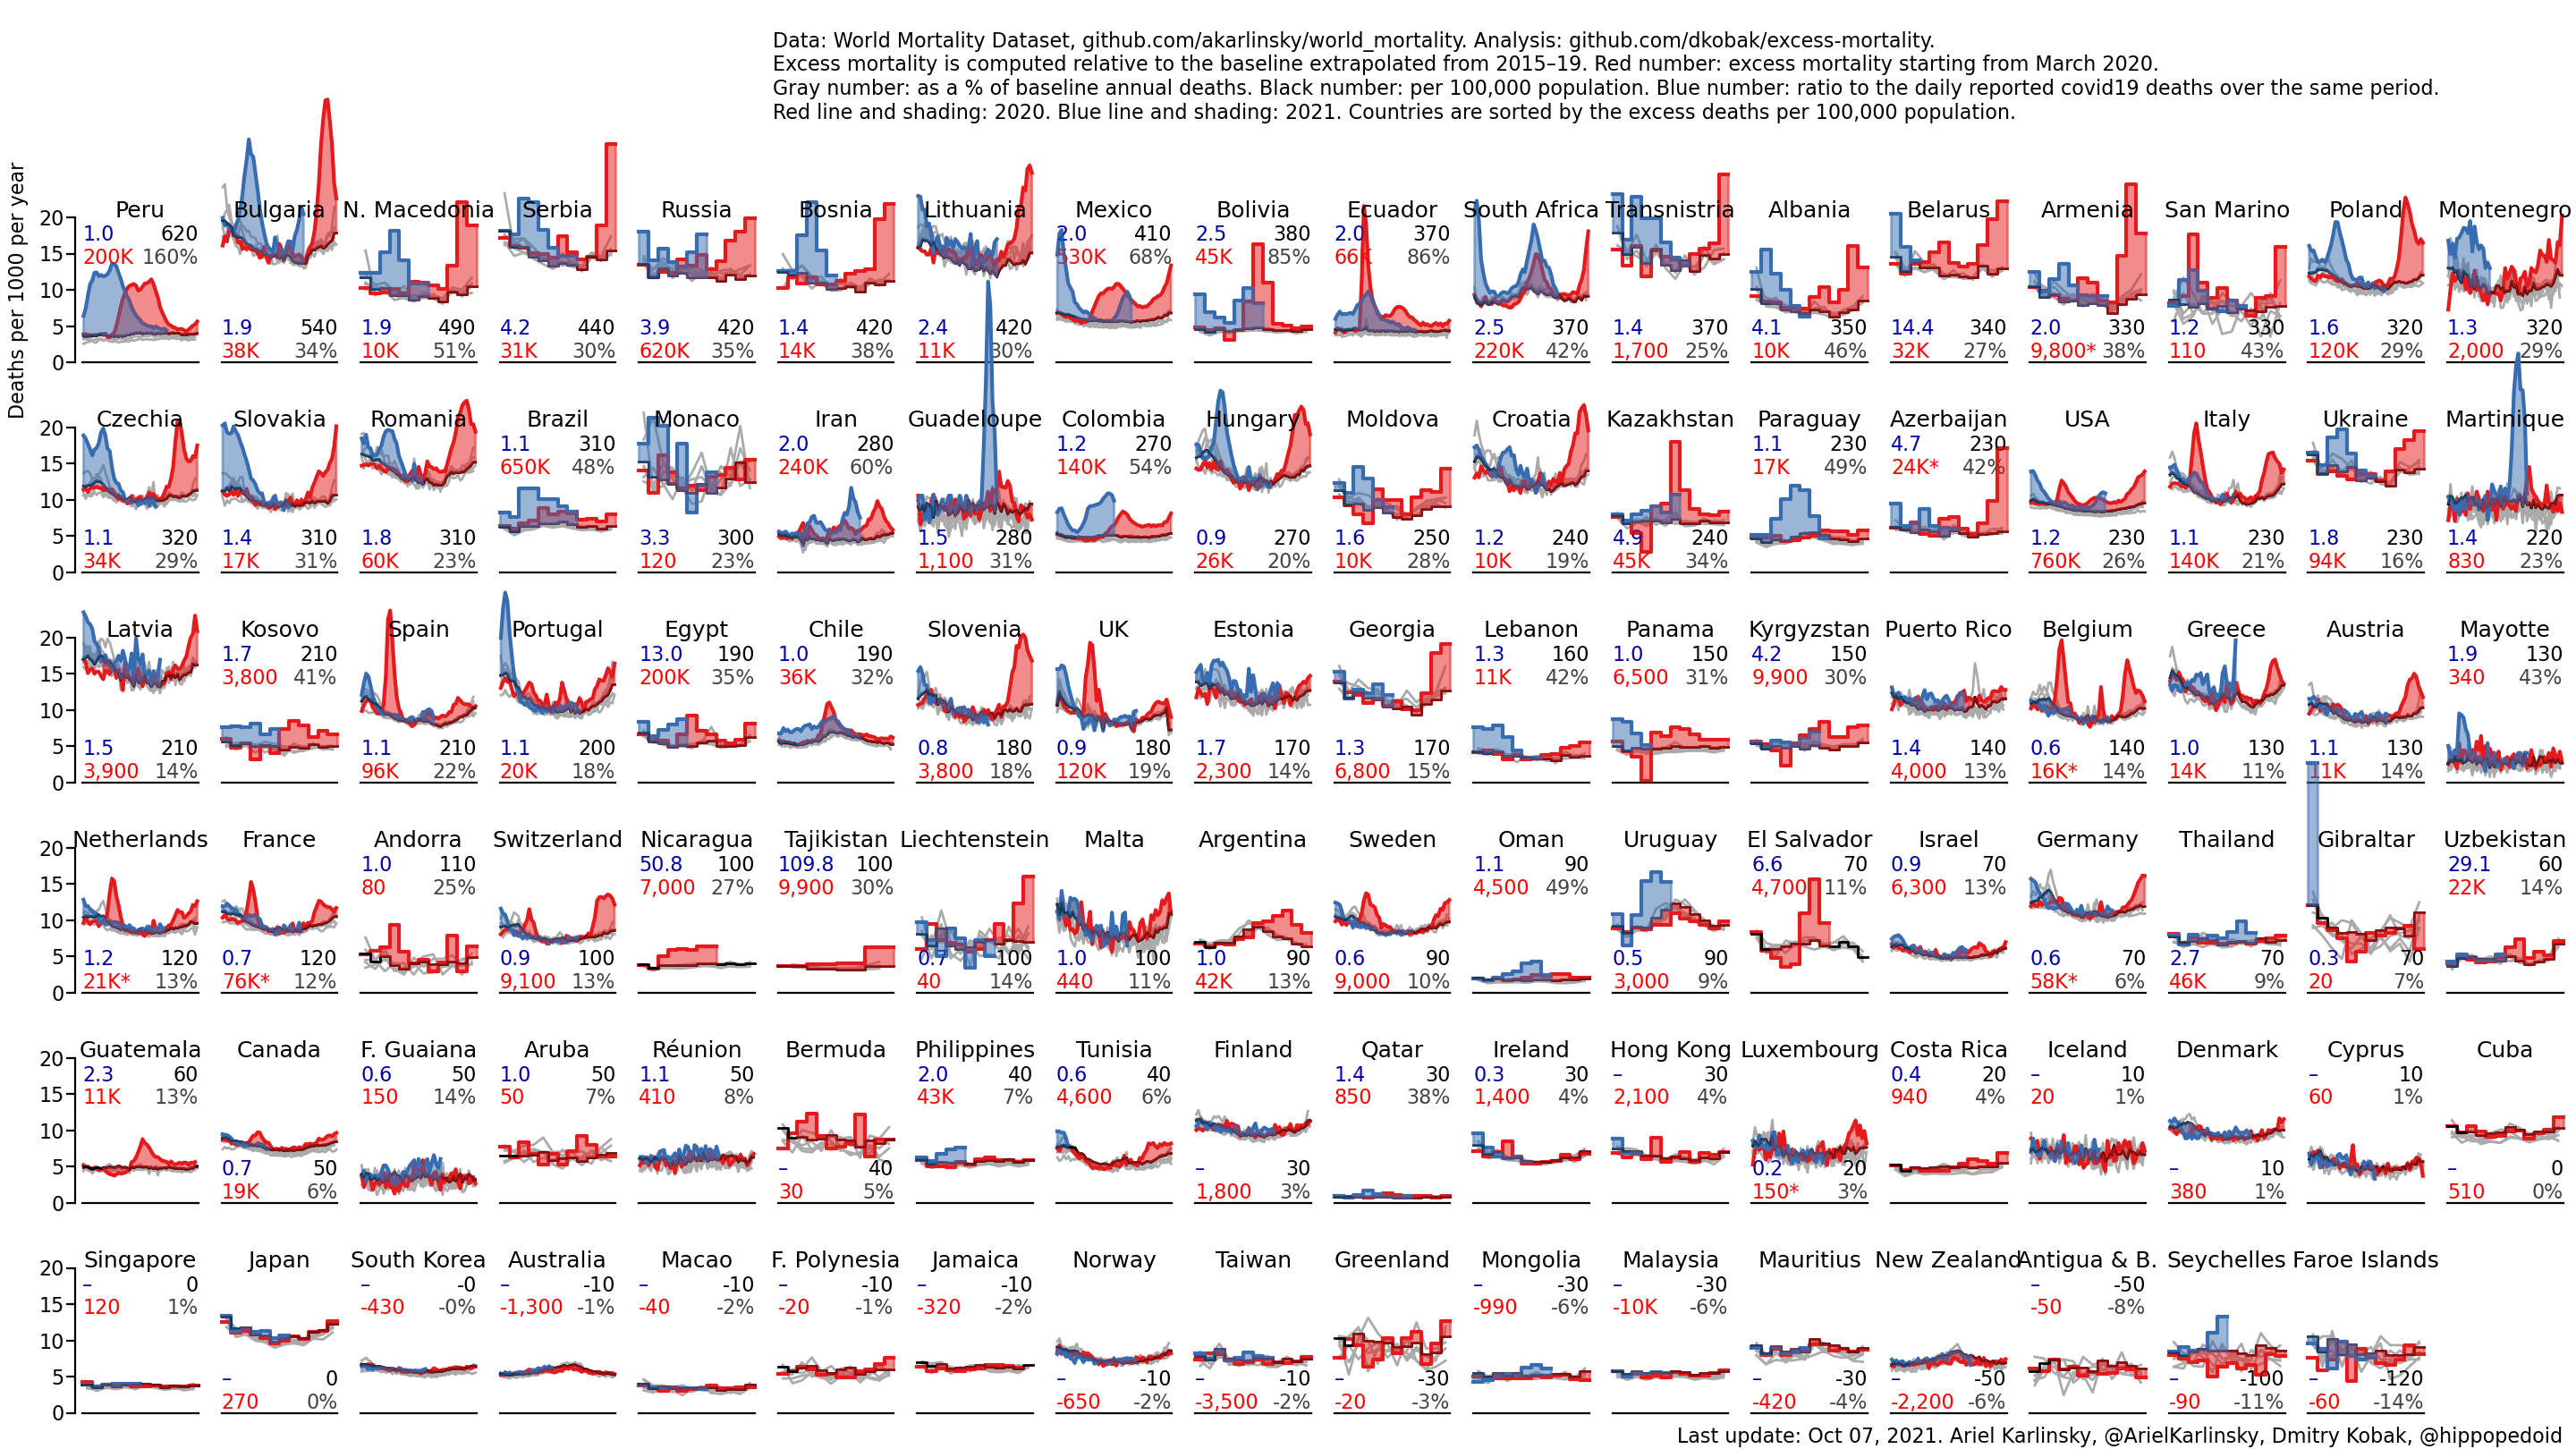 Data: World Mortality Dataset, github.com/akarlinsky/world_mortality. Analysis: github.com/dkobak/excess-mortality.
Excess mortality is computed relative to the baseline extrapolated from 2015–19. Red number: excess mortality starting from March 2020.
Gray number: as a % of baseline annual deaths. Black number: per 100,000 population. Blue number: ratio to the daily reported covid19 deaths over the same period.
Red line and shading: 2020. Blue line and shading: 2021. Countries are sorted by the excess deaths per 100,000 population.
Deaths per 1000 per year
20
15
10
5
0
Peru
1.0 620
200K 160%
Bulgaria
1.9 540
38K 34%
N. Macedonia
1.9 490
10K 51%
Serbia
4.2 440
31K 30%
Russia
3.9 420
620K 35%
Bosnia
1.4 420
14K 38%
Lithuania
2.4 420
11K 30%
Mexico
2.0 410
530K 68%
Bolivia
2.5 380
45K 85%
Ecuador
2.0 370
66K 86%
South Africa
2.5 370
220K 42%
Transnistria
1.4 370
1,700 25%
Albania
4.1 350
10K 46%
Belarus
14.4 340
32K 27%
Armenia
2.0 330
9,800* 38%
San Marino
1.2 330
110 43%
Poland
1.6 320
120K 29%
Montenegro
1.3 320
2,000 29%
20
15
10
5
0
Czechia
1.1 320
34K 29%
Slovakia
1.4 310
17K 31%
Romania
1.8 310
60K 23%
Brazil
1.1 310
650K 48%
Monaco
3.3 300
120 23%
Iran
2.0 280
240K 60%
Guadeloupe
1.5 280
1,100 31%
Colombia
1.2 270
140K 54%
Hungary
0.9 270
26K 20%
Moldova
1.6 250
10K 28%
Croatia
1.2 240
10K 19%
Kazakhstan
4.9 240
45K 34%
Paraguay
1.1 230
17K 49%
Azerbaijan
4.7 230
24K* 42%
USA
1.2 230
760K 26%
Italy
1.1 230
140K 21%
Ukraine
1.8 230
94K 16%
Martinique
1.4 220
830 23%
20
15
10
5
0
Latvia
1.5 210
3,900 14%
Kosovo
1.7 210
3,800 41%
Spain
1.1 210
96K 22%
Portugal
1.1 200
20K 18%
Egypt
13.0 190
200K 35%
Chile
1.0 190
36K 32%
Slovenia
0.8 180
3,800 18%
UK
0.9 180
120K 19%
Estonia
1.7 170
2,300 14%
Georgia
1.3 170
6,800 15%
Lebanon
1.3 160
11K 42%
Panama
1.0 150
6,500 31%
Kyrgyzstan
4.2 150
9,900 30%
Puerto Rico
1.4 140
4,000 13%
Belgium
0.6 140
16K* 14%
Greece
1.0 130
14K 11%
Austria
1.1 130
11K 14%
Mayotte
1.9 130
340 43%
20
15
10
5
0
Netherlands
1.2 120
21K* 13%
France
0.7 120
76K* 12%
Andorra
1.0 110
80 25%
Switzerland
0.9 100
9,100 13%
Nicaragua
50.8 100
7,000 27%
Tajikistan
109.8 100
9,900 30%
Liechtenstein
0.7 100
40 14%
Malta
1.0 100
440 11%
Argentina
1.0 90
42K 13%
Sweden
0.6 90
9,000 10%
Oman
1.1 90
4,500 49%
Uruguay
0.5 90
3,000 9%
El Salvador
6.6 70
4,700 11%
Israel
0.9 70
6,300 13%
Germany
0.6 70
58K* 6%
Thailand
2.7 70
46K 9%
Gibraltar
0.3 70
20 7%
Uzbekistan
29.1 60
22K 14%
20
15
10
5
0
Guatemala
2.3 60
11K 13%
Canada
0.7 50
19K 6%
F. Guaiana
0.6 50
150 14%
Aruba
1.0 50
50 7%
Réunion
1.1 50
410 8%
Bermuda
– 40
30 5%
Philippines
2.0 40
43K 7%
Tunisia
0.6 40
4,600 6%
Finland
– 30
1,800 3%
Qatar
1.4 30
850 38%
Ireland
0.3 30
1,400 4%
Hong Kong
– 30
2,100 4%
Luxembourg
0.2 20
150* 3%
Costa Rica
0.4 20
940 4%
Iceland
– 10
20 1%
Denmark
– 10
380 1%
Cyprus
– 10
60 1%
Cuba
– 0
510 0%
20
15
10
5
0
Singapore
– 0
120 1%
Japan
– 0
270 0%
South Korea
– -0
-430 -0%
Australia
– -10
-1,300 -1%
Macao
– -10
-40 -2%
F. Polynesia
– -10
-20 -1%
Jamaica
– -10
-320 -2%
Norway
– -10
-650 -2%
Taiwan
– -10
-3,500 -2%
Greenland
– -30
-20 -3%
Mongolia
– -30
-990 -6%
Malaysia
– -30
-10K -6%
Mauritius
– -30
-420 -4%
New Zealand
– -50
-2,200 -6%
Antigua & B.
– -50
-50 -8%
Seychelles
– -100
-90 -11%
Faroe Islands
– -120
-60 -14%
Last update: Oct 07, 2021. Ariel Karlinsky, @ArielKarlinsky, Dmitry Kobak, @hippopedoid